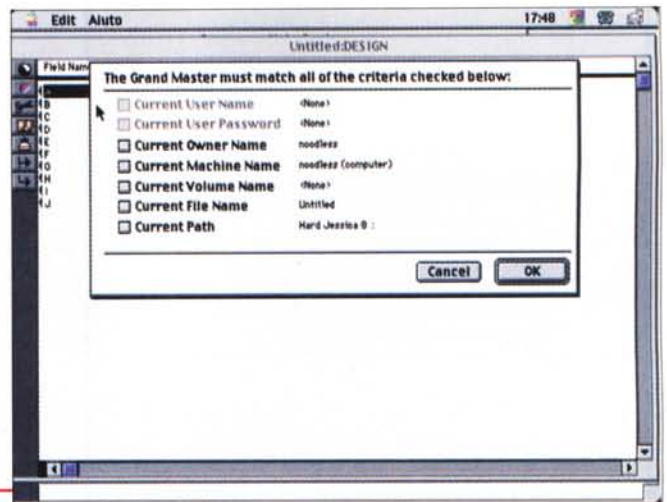 Edit Aiuto 17:48
Untitled:DESIGN
Field Nam
The Grand Master must match all of the criteria checked below:
Current User Name <None>
Current User Password <None>
Current Owner Name noodless
Current Machine Name noodless (computer)
Current Volume Name <None>
Current File Name Untitled
Current Path Hard Jessica 8 :
Cancel OK
B
C
D
E
F
G
H
I
J